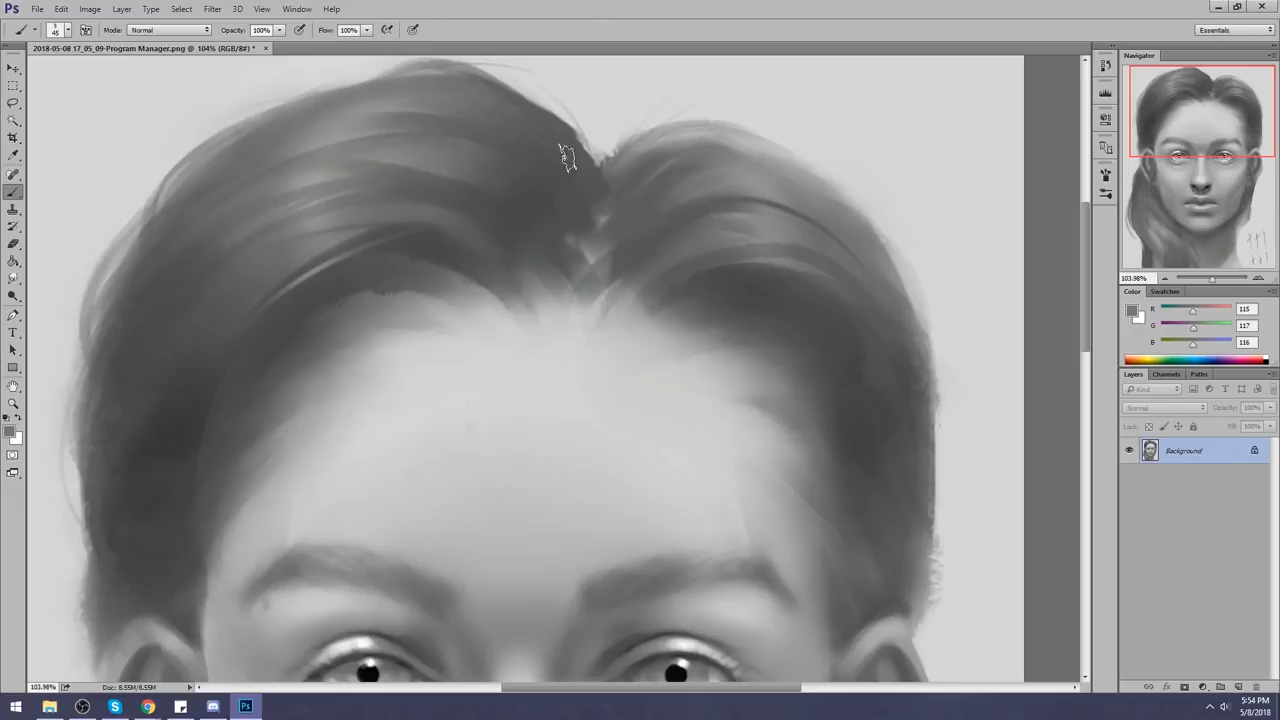 Ps File Edit Image Layer Type Select Filter 3D View Window Help
45 Mode: Normal Opacity: 100% Flow: 100% Essentials
2018-05-08 17_05_09-Program Manager.png @ 104% (RGB/8#) * ×
Navigator
103.98%
Color Swatches
R 115
G 117
B 116
Layers Channels Paths
Kind
Normal Opacity: 100%
Lock: Fill: 100%
Background
103.98% Doc: 8.55M/8.55M
Ps
5:54 PM
5/8/2018